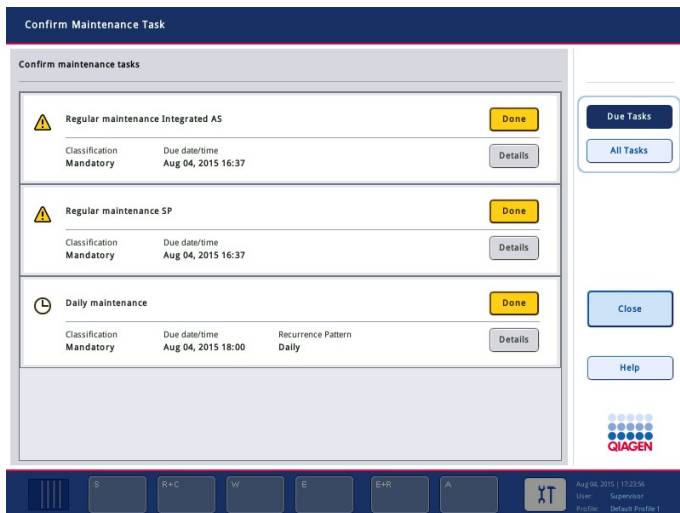 Confirm Maintenance Task
Confirm maintenance tasks
Regular maintenance Integrated AS
Done
Classification
Due date/time
Mandatory
Aug 04, 2015 16:37
Details
Regular maintenance SP
Done
Classification
Due date/time
Mandatory
Aug 04, 2015 16:37
Details
Daily maintenance
Done
Classification
Due date/time
Recurrence Pattern
Mandatory
Aug 04, 2015 18:00
Daily
Details
Due Tasks
All Tasks
Close
Help
QIAGEN
S
R+C
W
E
E+R
A
Aug 04, 2015 | 17:23:56
User: Supervisor
Profile: Default Profile 1